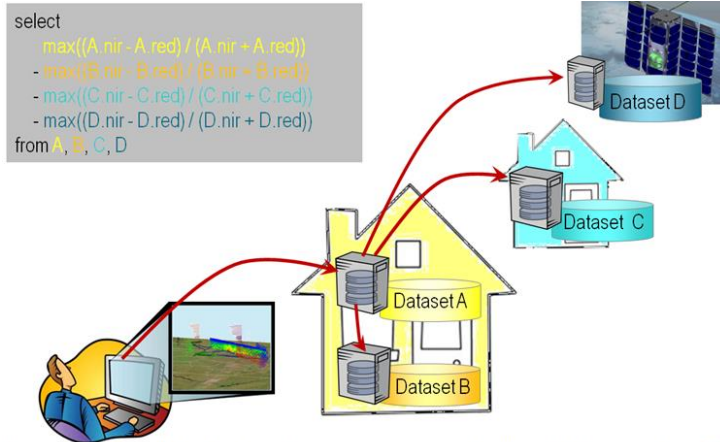 select
max((A.nir - A.red) / (A.nir + A.red))
- max((B.nir - B.red) / (B.nir + B.red))
- max((C.nir - C.red) / (C.nir + C.red))
- max((D.nir - D.red) / (D.nir + D.red))
from A, B, C, D
Dataset D
Dataset C
Dataset A
Dataset B